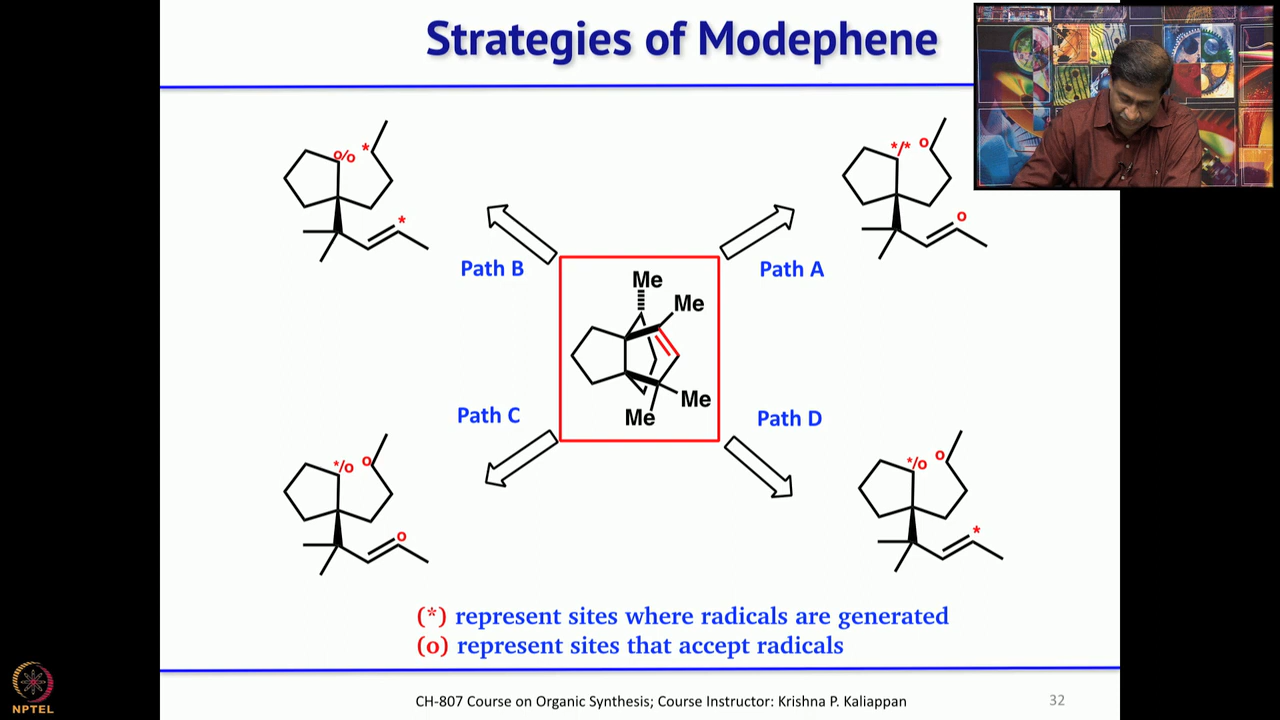 Strategies of Modephene
o/o *
*
Path B
*/* o
o
Path A
Me
Me
Me
Me
Path C
*/o o
o
Path D
*/o o
*
(*) represent sites where radicals are generated
(o) represent sites that accept radicals
CH-807 Course on Organic Synthesis; Course Instructor: Krishna P. Kaliappan
32
NPTEL